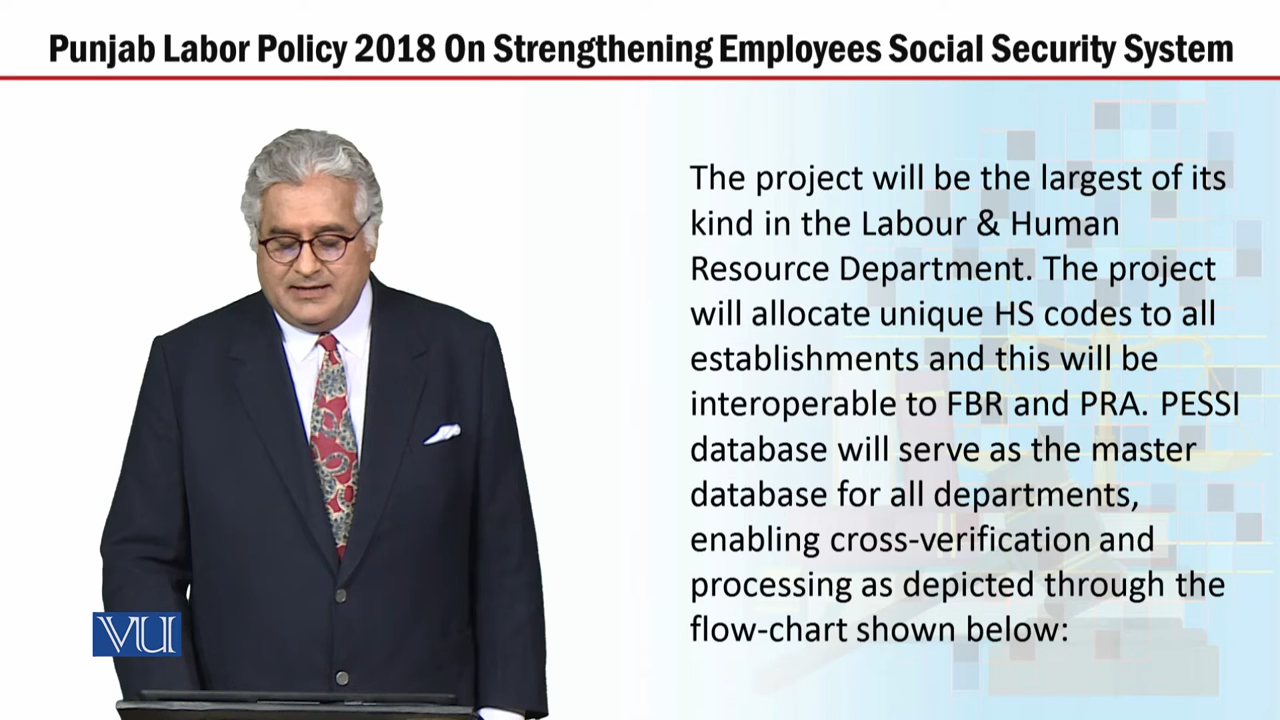 Punjab Labor Policy 2018 On Strengthening Employees Social Security System
The project will be the largest of its
kind in the Labour & Human
Resource Department. The project
will allocate unique HS codes to all
establishments and this will be
interoperable to FBR and PRA. PESSI
database will serve as the master
database for all departments,
enabling cross-verification and
processing as depicted through the
flow-chart shown below:
VU